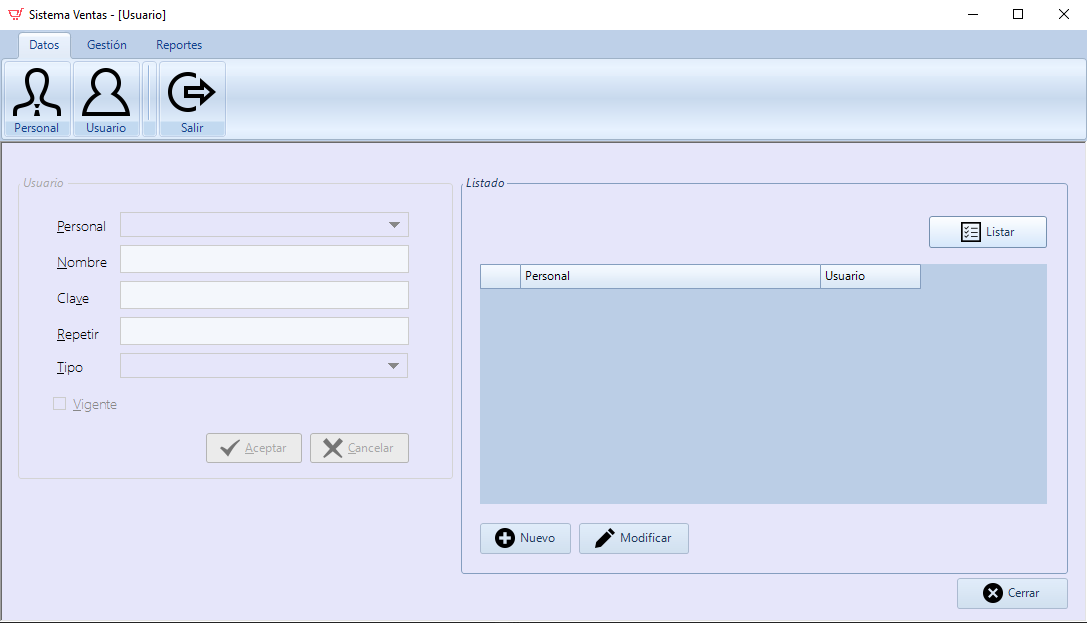 Sistema Ventas - [Usuario]
Datos Gestión Reportes
Personal Usuario Salir
Usuario
Personal
Nombre
Clave
Repetir
Tipo
Vigente
Aceptar Cancelar
Listado
Listar
Personal Usuario
Nuevo Modificar
Cerrar